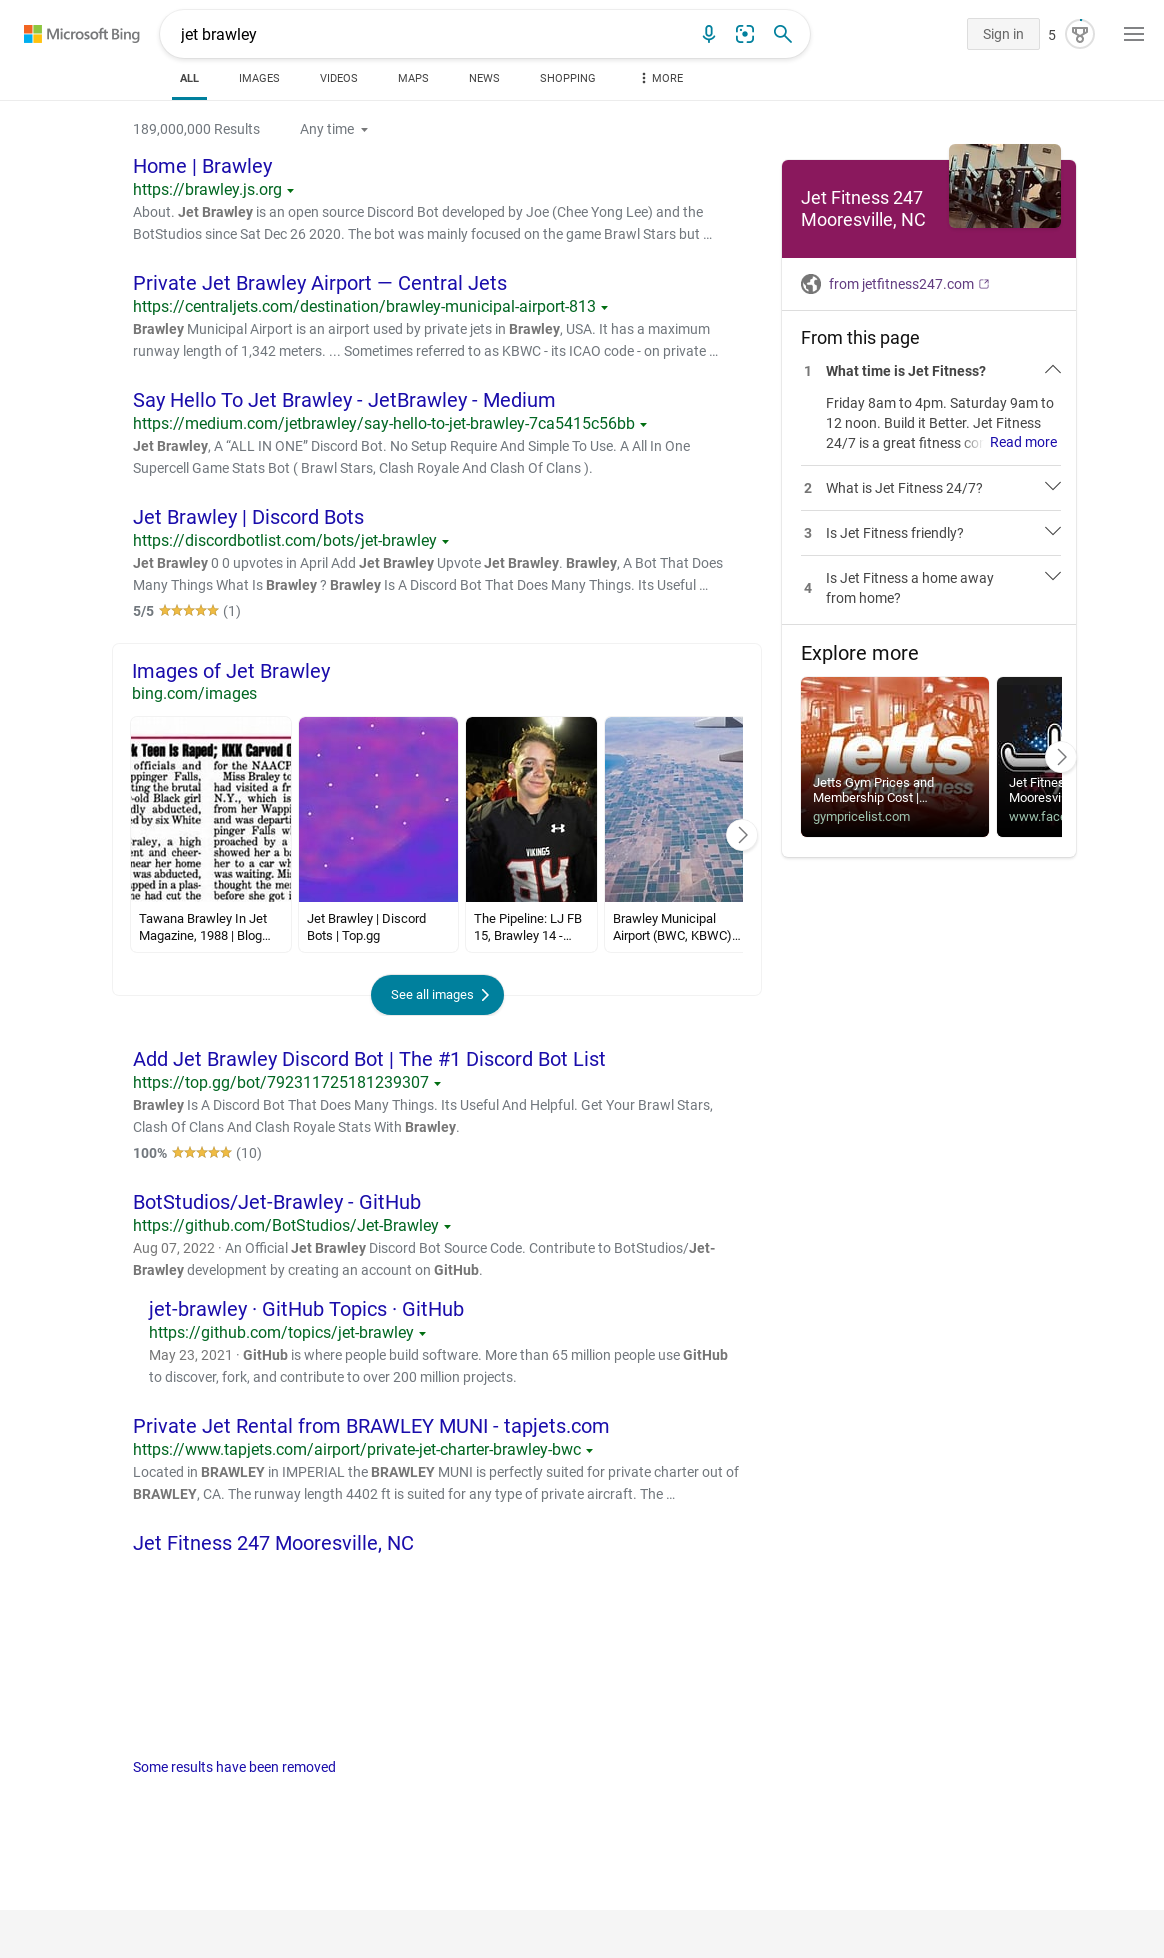 Microsoft Bing
jet brawley
Sign in
5
ALL
IMAGES
VIDEOS
MAPS
NEWS
SHOPPING
MORE
189,000,000 Results
Any time
Home | Brawley
https://brawley.js.org
About. Jet Brawley is an open source Discord Bot developed by Joe (Chee Yong Lee) and the
BotStudios since Sat Dec 26 2020. The bot was mainly focused on the game Brawl Stars but …
Private Jet Brawley Airport — Central Jets
https://centraljets.com/destination/brawley-municipal-airport-813
Brawley Municipal Airport is an airport used by private jets in Brawley, USA. It has a maximum
runway length of 1,342 meters. ... Sometimes referred to as KBWC - its ICAO code - on private …
Say Hello To Jet Brawley - JetBrawley - Medium
https://medium.com/jetbrawley/say-hello-to-jet-brawley-7ca5415c56bb
Jet Brawley, A “ALL IN ONE” Discord Bot. No Setup Require And Simple To Use. A All In One
Supercell Game Stats Bot ( Brawl Stars, Clash Royale And Clash Of Clans ).
Jet Brawley | Discord Bots
https://discordbotlist.com/bots/jet-brawley
Jet Brawley 0 0 upvotes in April Add Jet Brawley Upvote Jet Brawley. Brawley, A Bot That Does
Many Things What Is Brawley ? Brawley Is A Discord Bot That Does Many Things. Its Useful …
5/5 (1)
Images of Jet Brawley
bing.com/images
k Teen Is Raped; KKK Carved
officials and
ppinger Falls,
ting the brutal
-old Black girl
lly abducted,
ed by six White
raley, a high
ent and cheer-
near her home
was abducted,
pped in a plas-
ne had cut the
for the NAACP
Miss Braley to
had visited a fri
N.Y., which is
from her Wappi
and was departi
pinger Falls wh
proached by a
showed her a ba
her to a car wh
was waiting. Mis
thought the mer
before she got i
VIKINGS
84
Tawana Brawley In Jet
Magazine, 1988 | Blog…
Jet Brawley | Discord
Bots | Top.gg
The Pipeline: LJ FB
15, Brawley 14 -…
Brawley Municipal
Airport (BWC, KBWC)…
See all images
Add Jet Brawley Discord Bot | The #1 Discord Bot List
https://top.gg/bot/792311725181239307
Brawley Is A Discord Bot That Does Many Things. Its Useful And Helpful. Get Your Brawl Stars,
Clash Of Clans And Clash Royale Stats With Brawley.
100% (10)
BotStudios/Jet-Brawley - GitHub
https://github.com/BotStudios/Jet-Brawley
Aug 07, 2022 · An Official Jet Brawley Discord Bot Source Code. Contribute to BotStudios/Jet-
Brawley development by creating an account on GitHub.
jet-brawley · GitHub Topics · GitHub
https://github.com/topics/jet-brawley
May 23, 2021 · GitHub is where people build software. More than 65 million people use GitHub
to discover, fork, and contribute to over 200 million projects.
Private Jet Rental from BRAWLEY MUNI - tapjets.com
https://www.tapjets.com/airport/private-jet-charter-brawley-bwc
Located in BRAWLEY in IMPERIAL the BRAWLEY MUNI is perfectly suited for private charter out of
BRAWLEY, CA. The runway length 4402 ft is suited for any type of private aircraft. The …
Jet Fitness 247 Mooresville, NC
Some results have been removed
Jet Fitness 247
Mooresville, NC
from jetfitness247.com
From this page
1 What time is Jet Fitness?
Friday 8am to 4pm. Saturday 9am to
12 noon. Build it Better. Jet Fitness
24/7 is a great fitness co Read more
2 What is Jet Fitness 24/7?
3 Is Jet Fitness friendly?
4 Is Jet Fitness a home away
from home?
Explore more
jetts
Jetts Gym Prices and
Membership Cost |…
gympricelist.com
Jet Fitnes
Mooresvi
www.face